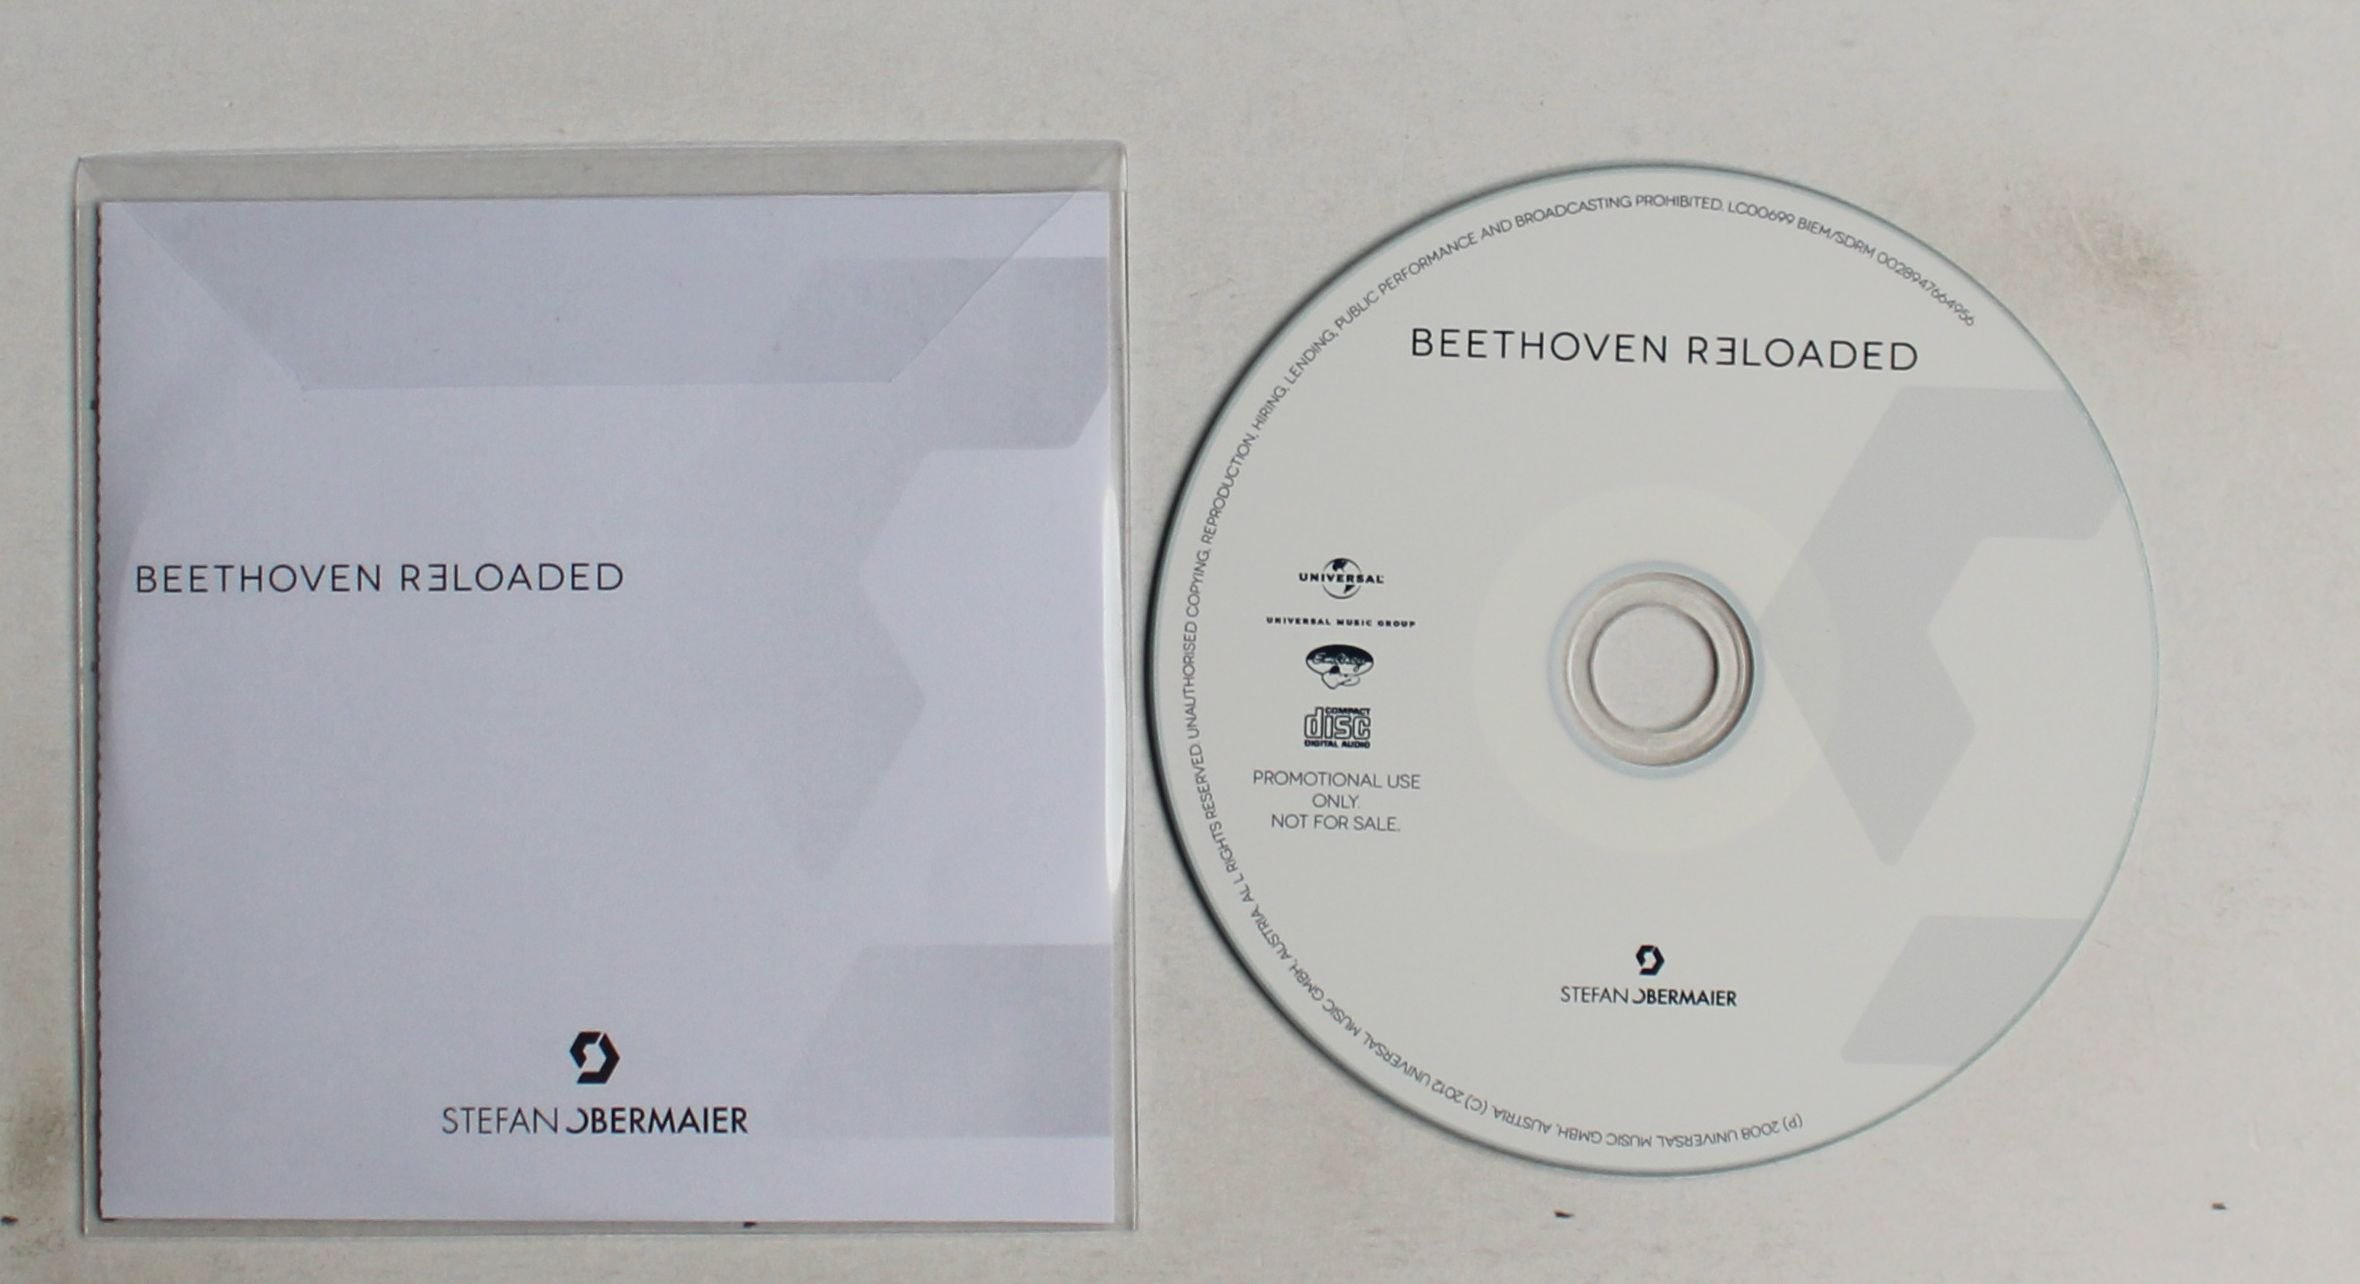 BEETHOVEN RƎLOADED
STEFAN OBERMAIER
BEETHOVEN RƎLOADED
UNIVERSAL
UNIVERSAL MUSIC GROUP
EmArcy
COMPACT
disc
DIGITAL AUDIO
PROMOTIONAL USE
ONLY.
NOT FOR SALE.
STEFAN OBERMAIER
(P) 2008 UNIVERSAL MUSIC GMBH, AUSTRIA. (C) 2012 UNIVERSAL MUSIC GMBH, AUSTRIA. AL L RIGHTS RESERVED. UNAUTHORISED COPYING, REPRODUCTION, HIRING, LENDING, PUBLIC PERFORMANCE AND BROADCASTING PROHIBITED. LC00699 BIEM/SDRM 0028947664956